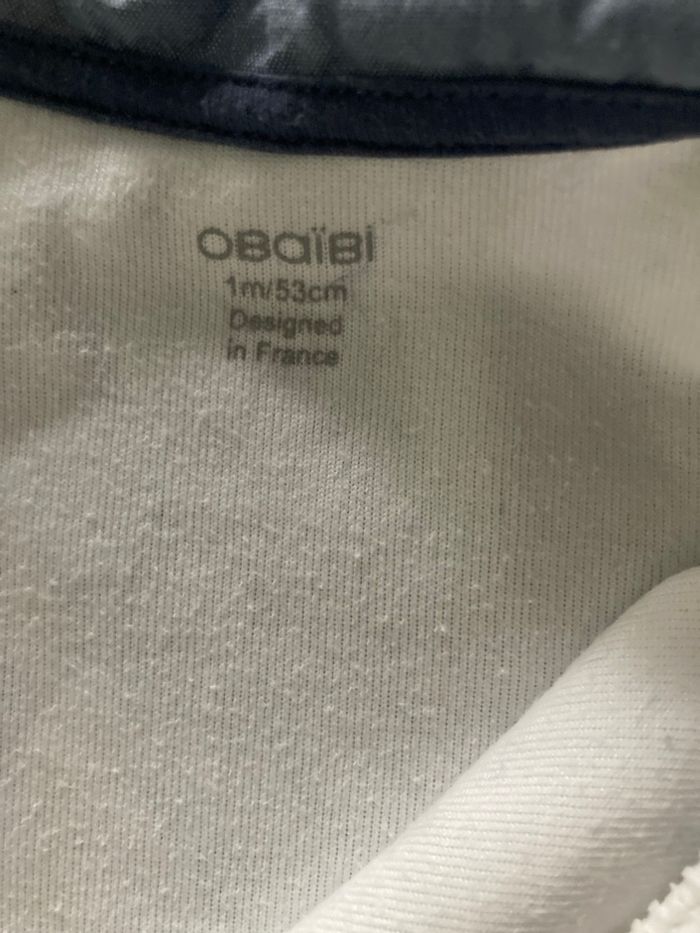 OBaïBi
1m/53cm
Designed
in France